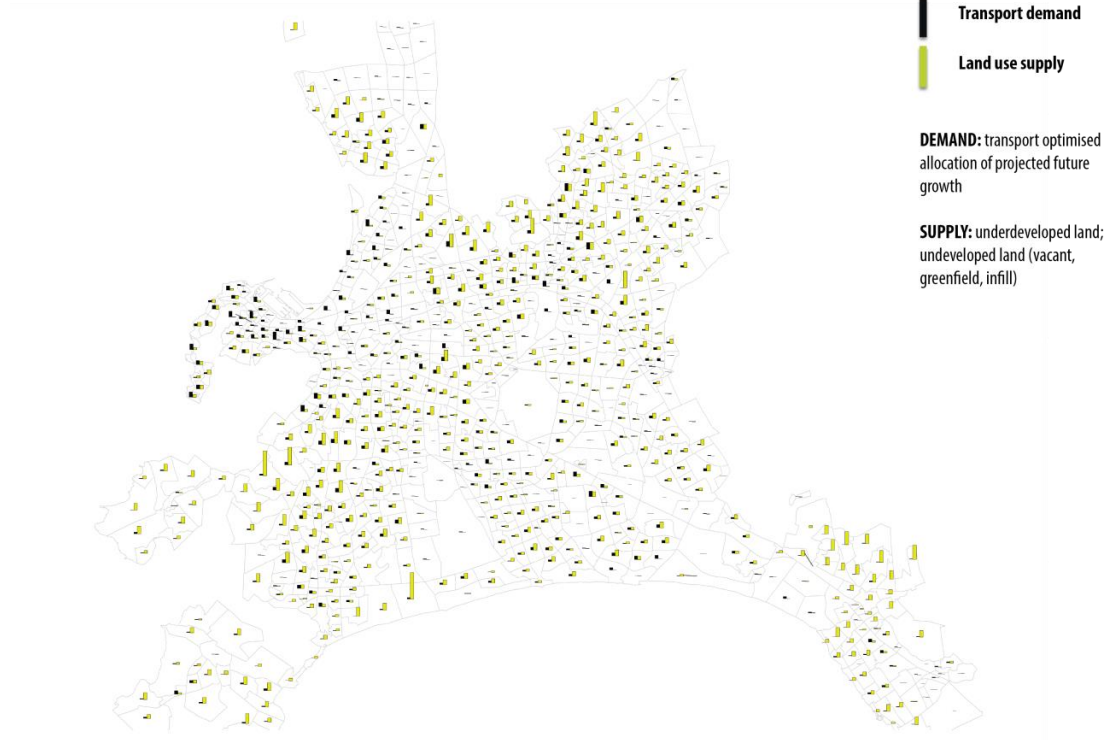 Transport demand
Land use supply
DEMAND: transport optimised
allocation of projected future
growth
SUPPLY: underdeveloped land;
undeveloped land (vacant,
greenfield, infill)